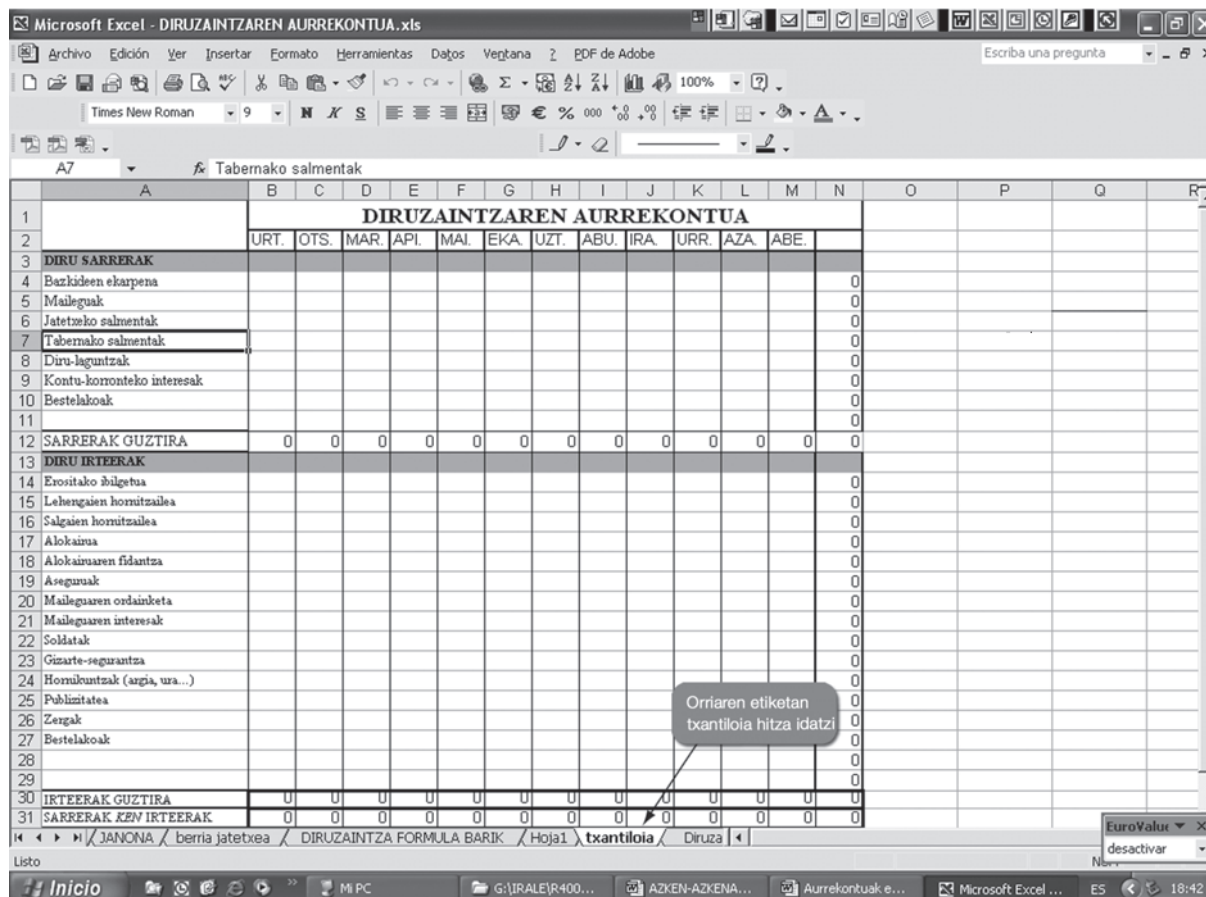 Microsoft Excel - DIRUZAINTZAREN AURREKONTUA.xls
Archivo Edición Ver Insertar Formato Herramientas Datos Ventana ? PDF de Adobe Escriba una pregunta
100%
Times New Roman 9 N K S € % 000
A7 fx Tabernako salmentak
A B C D E F G H I J K L M N O P Q R
1 DIRUZAINTZAREN AURREKONTUA
2 URT. OTS. MAR. API. MAI. EKA. UZT. ABU. IRA. URR. AZA. ABE.
3 DIRU SARRERAK
4 Bazkideen ekarpena 0
5 Maileguak 0
6 Jatetxeko salmentak 0
7 Tabernako salmentak 0
8 Diru-laguntzak 0
9 Kontu-korronteko interesak 0
10 Bestelakoak 0
11 0
12 SARRERAK GUZTIRA 0 0 0 0 0 0 0 0 0 0 0 0 0
13 DIRU IRTEERAK
14 Erositako ibilgetua 0
15 Lehengaien hornitzailea 0
16 Salgaien hornitzailea 0
17 Alokairua 0
18 Alokairuaren fidantza 0
19 Aseguruak 0
20 Maileguaren ordainketa 0
21 Maileguaren interesak 0
22 Soldatak 0
23 Gizarte-segurantza 0
24 Hornikuntzak (argia, ura...) 0
25 Publizitatea 0
26 Zergak 0
27 Bestelakoak 0
28 0
29 0
30 IRTEERAK GUZTIRA 0 0 0 0 0 0 0 0 0 0 0 0 0
31 SARRERAK KEN IRTEERAK 0 0 0 0 0 0 0 0 0 0 0 0 0
Orriaren etiketan
txantiloia hitza idatzi
JANONA / berria jatetxea / DIRUZAINTZA FORMULA BARIK / Hoja1 \ txantiloia / Diruza
EuroValue
desactivar
Listo
Inicio » Mi PC G:\IRALE\R400... AZKEN-AZKENA... Aurrekontuak e... Microsoft Excel ... ES 18:42